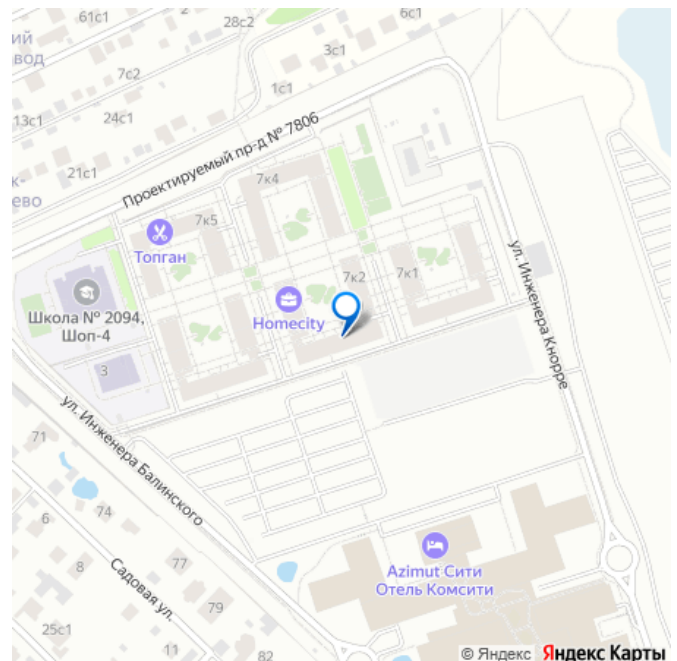 61с1
2
28с2
6с1
ский
вод
3с1
7с2
1с1
13с1
24с1
Проектируемый пр-д № 7806
21с1
к-
ево
7к4
7к5
Топган
7к2
7к1
ул. Инженера Кнорре
Школа № 2094,
Шоп-4
Homecity
3
ул. Инженера Балинского
71
6
74
8
77
Садовая ул.
79
25с1
11
82
Azimut Сити
Отель Комсити
© Яндекс Яндекс Карты